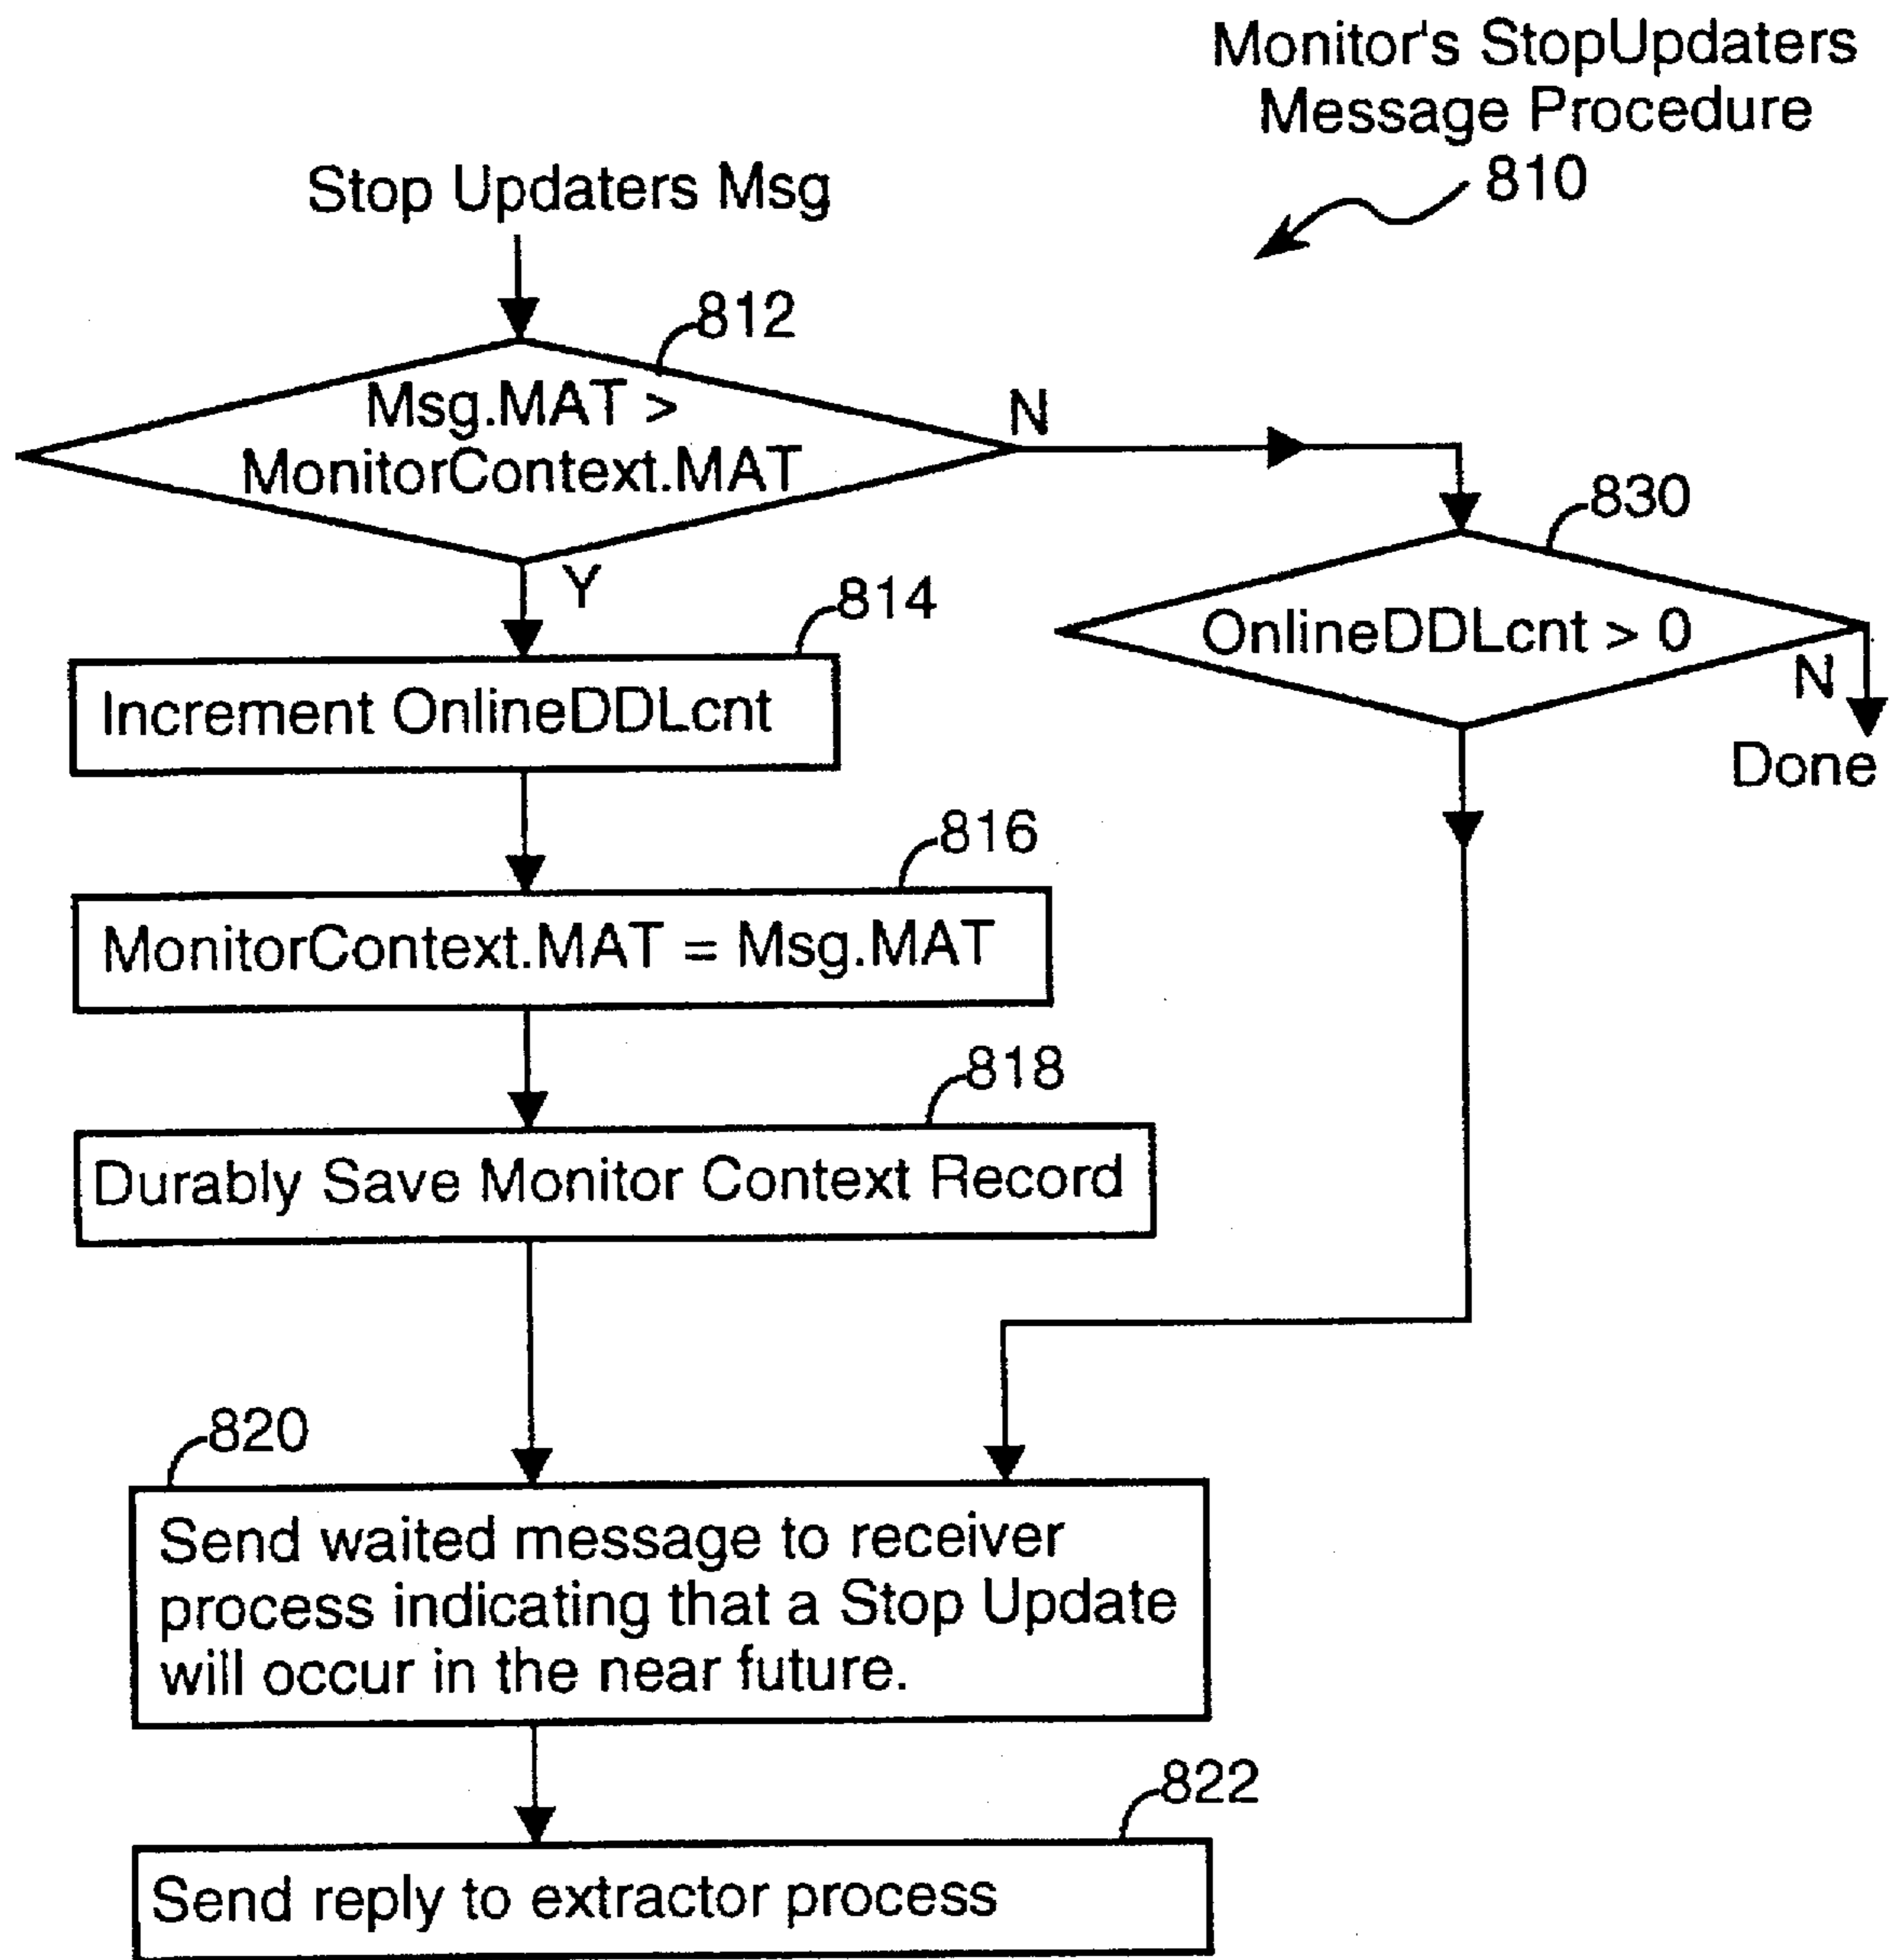 Monitor's StopUpdaters
Message Procedure
810
Stop Updaters Msg
812
Msg.MAT >
MonitorContext.MAT
N
830
Y
OnlineDDLcnt > 0
N
Done
814
Increment OnlineDDLcnt
816
MonitorContext.MAT = Msg.MAT
818
Durably Save Monitor Context Record
820
Send waited message to receiver
process indicating that a Stop Update
will occur in the near future.
822
Send reply to extractor process